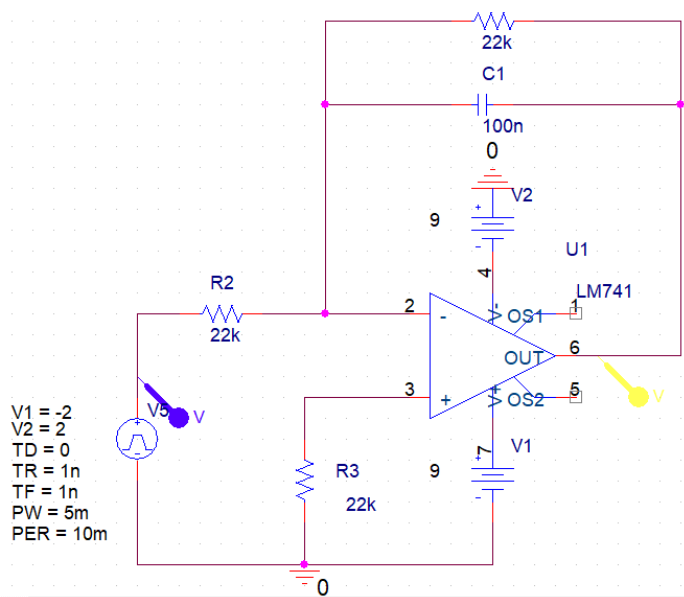 22k
C1
100n
0
V2
9
U1
4
R2
LM741
2
-
V-
OS1
1
22k
OUT
6
V
3
+
V+
OS2
5
V5
V
V1 = -2
V2 = 2
TD = 0
TR = 1n
TF = 1n
PW = 5m
PER = 10m
7
V1
R3
9
22k
0